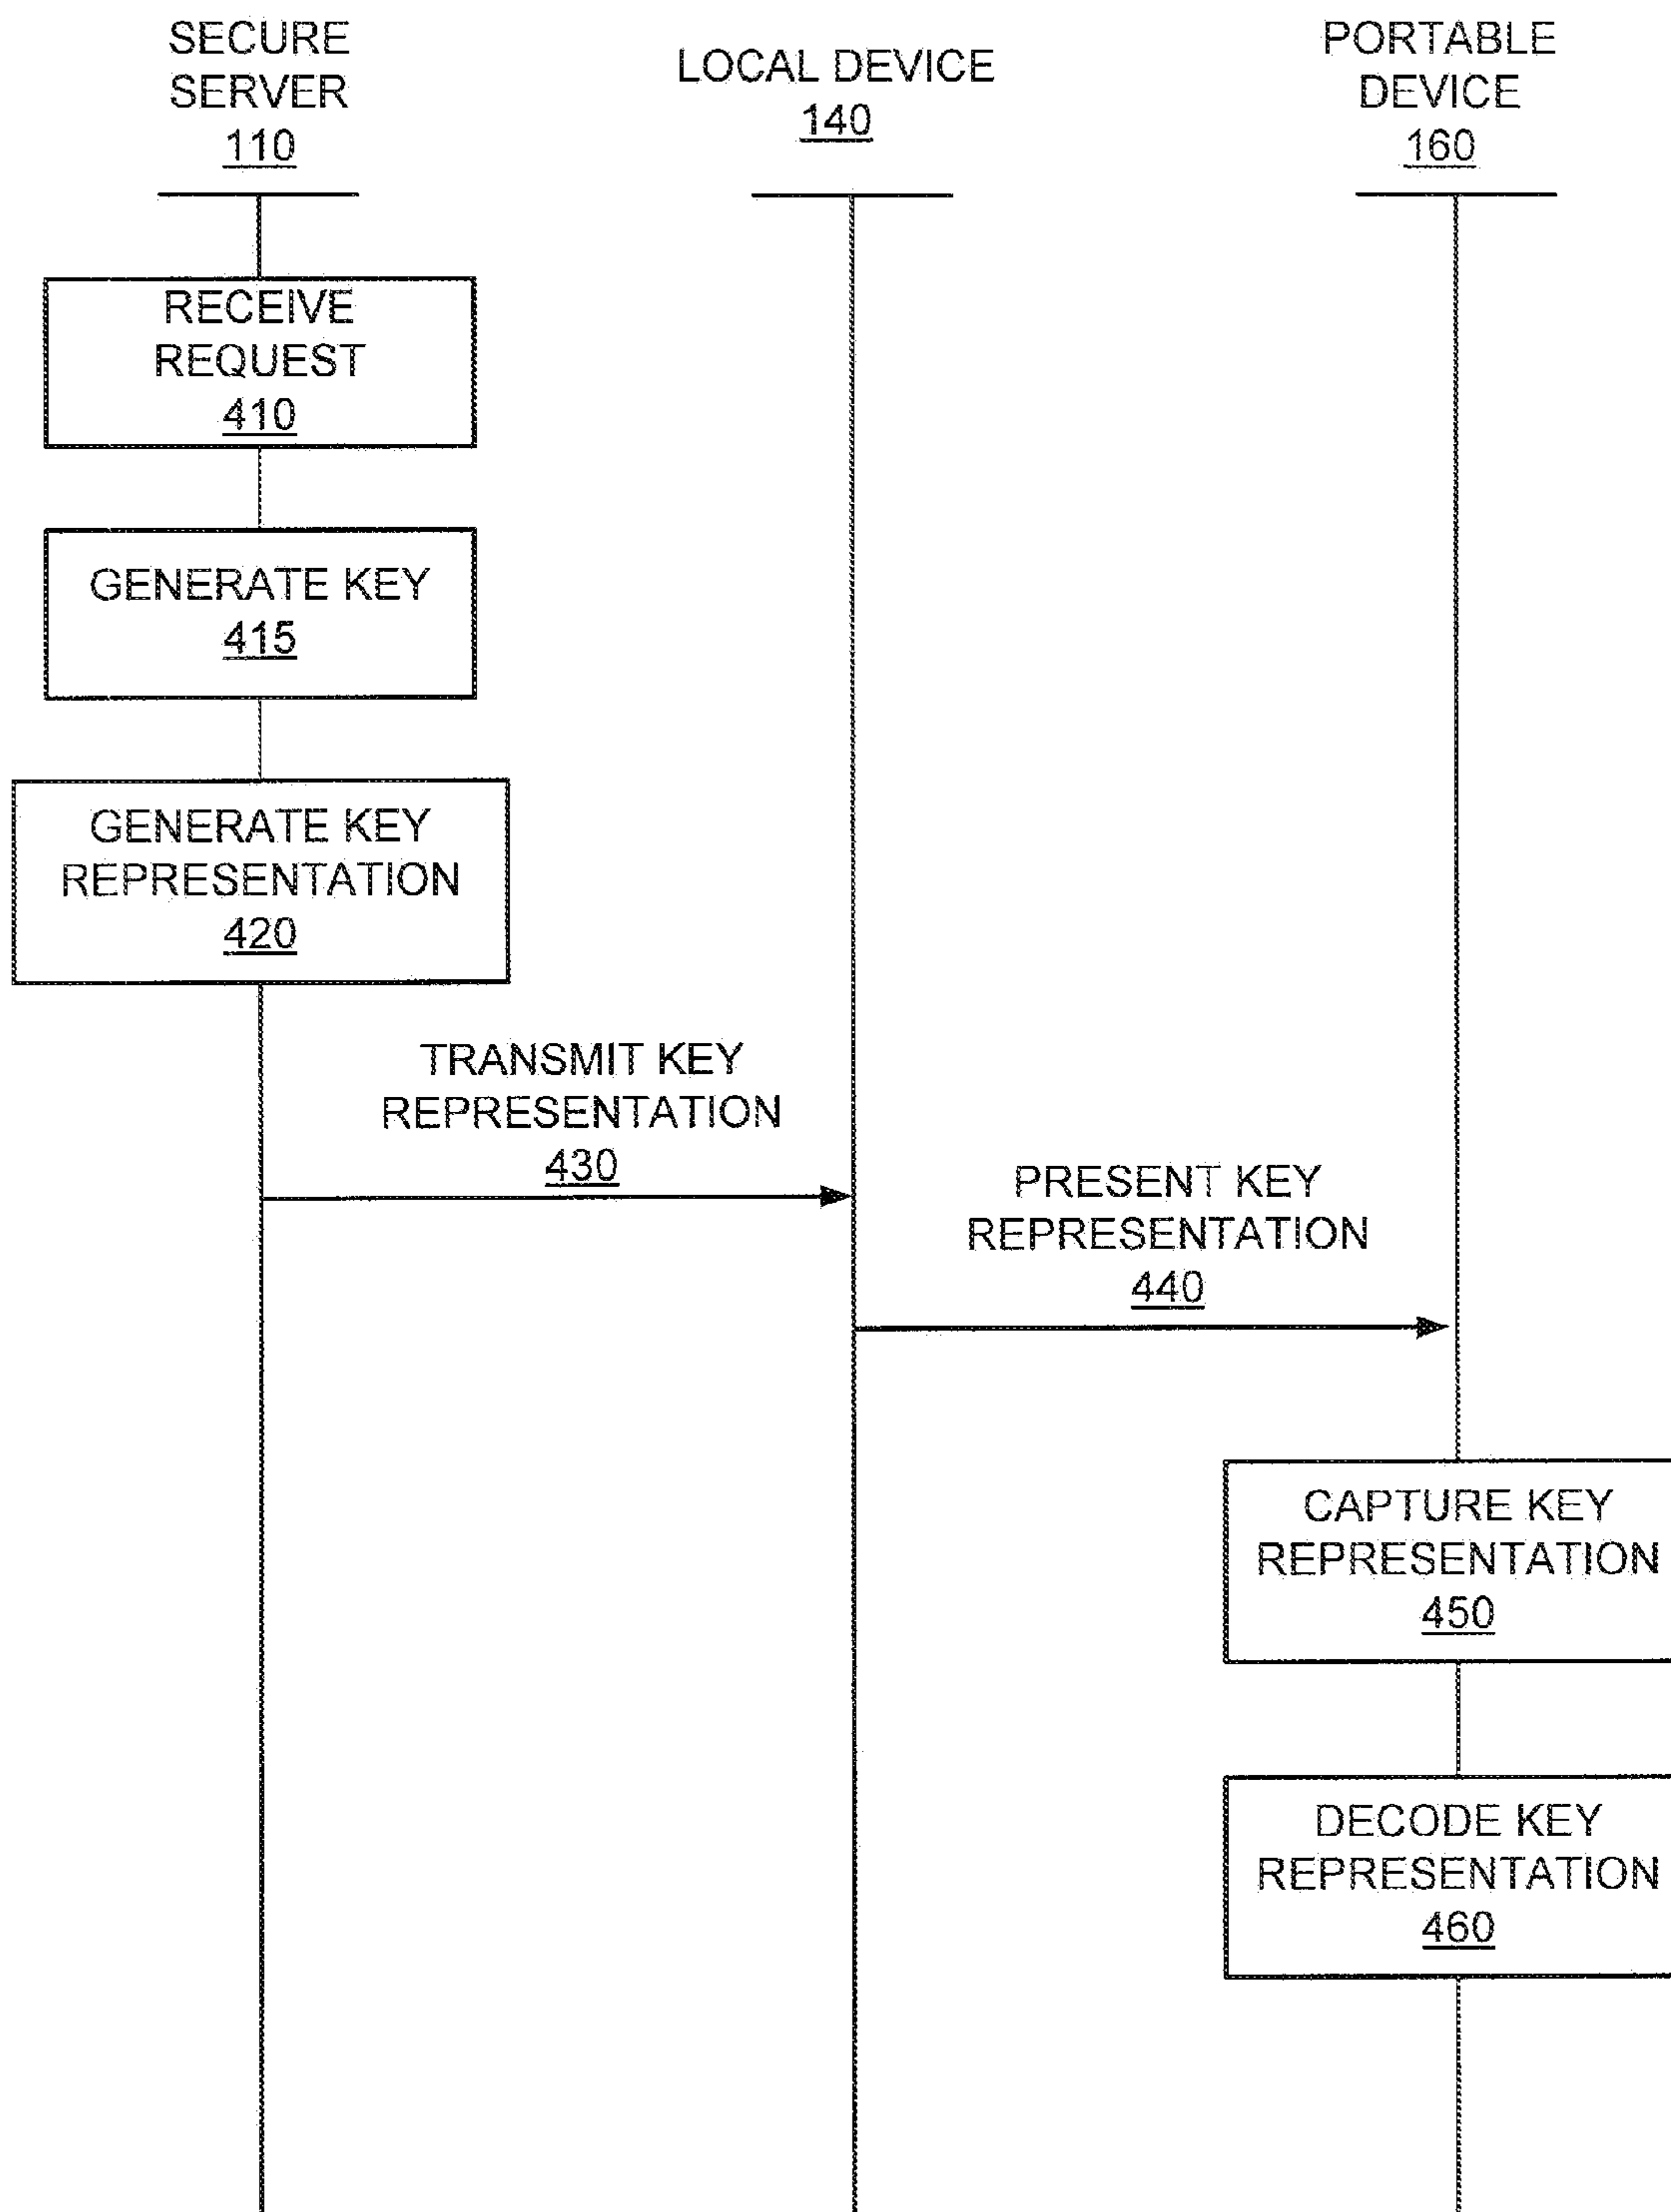 SECURE
SERVER
110
LOCAL DEVICE
140
PORTABLE
DEVICE
160
RECEIVE
REQUEST
410
GENERATE KEY
415
GENERATE KEY
REPRESENTATION
420
TRANSMIT KEY
REPRESENTATION
430
PRESENT KEY
REPRESENTATION
440
CAPTURE KEY
REPRESENTATION
450
DECODE KEY
REPRESENTATION
460